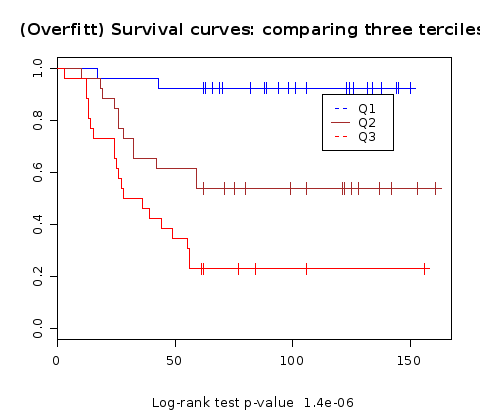 (Overfitt) Survival curves: comparing three terciles
1.0
0.8
0.6
0.4
0.2
0.0
Q1
Q2
Q3
0 50 100 150
Log-rank test p-value 1.4e-06